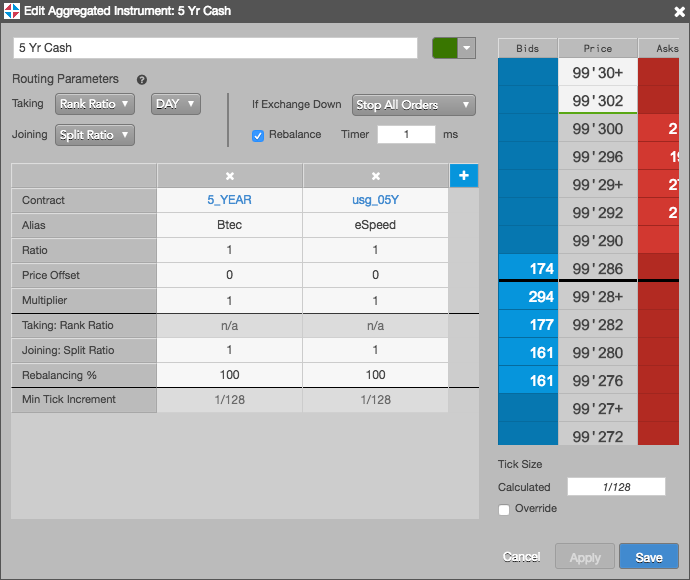 Edit Aggregated Instrument: 5 Yr Cash
5 Yr Cash
Routing Parameters ?
Taking Rank Ratio DAY If Exchange Down Stop All Orders
Joining Split Ratio Rebalance Timer 1 ms
Contract 5_YEAR usg_05Y
Alias Btec eSpeed
Ratio 1 1
Price Offset 0 0
Multiplier 1 1
Taking: Rank Ratio n/a n/a
Joining: Split Ratio 1 1
Rebalancing % 100 100
Min Tick Increment 1/128 1/128
Bids Price Asks
99'30+
99'302
99'300 2
99'296
99'29+
99'292 2
99'290
174 99'286
294 99'28+
177 99'282
161 99'280
161 99'276
99'27+
99'272
Tick Size
Calculated 1/128
Override
Cancel Apply Save